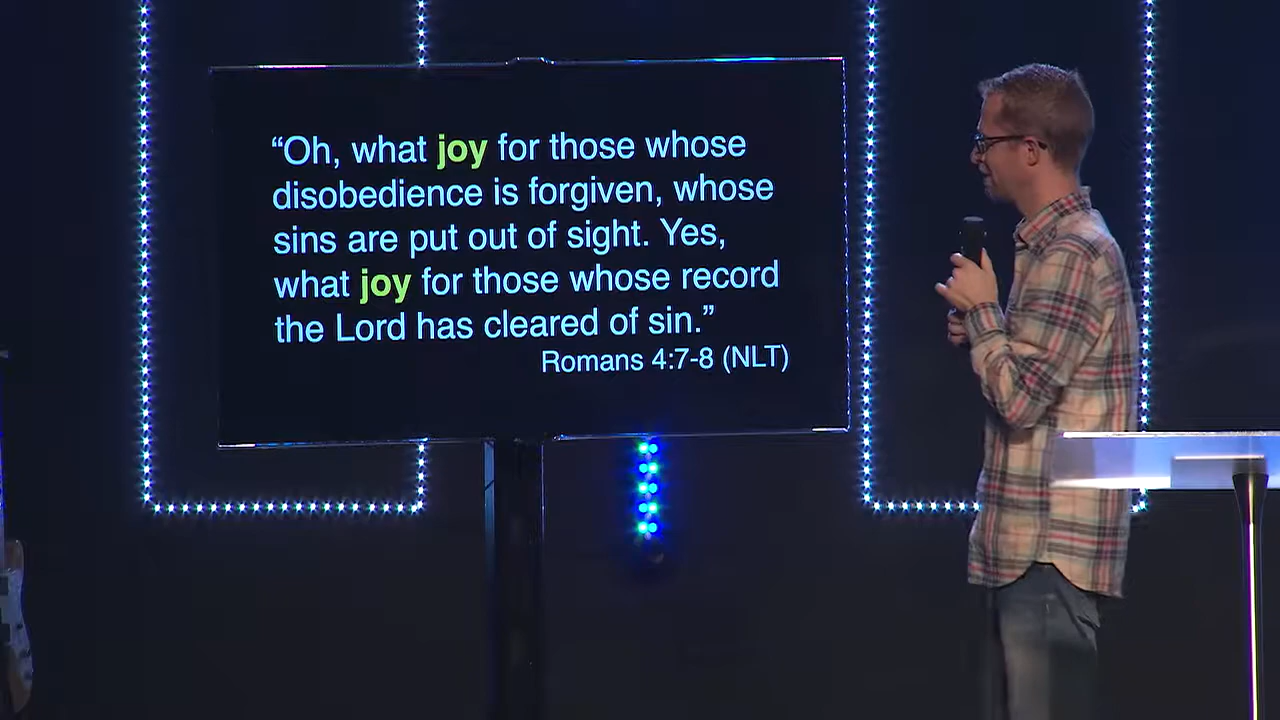 “Oh, what joy for those whose
disobedience is forgiven, whose
sins are put out of sight. Yes,
what joy for those whose record
the Lord has cleared of sin.”
Romans 4:7-8 (NLT)